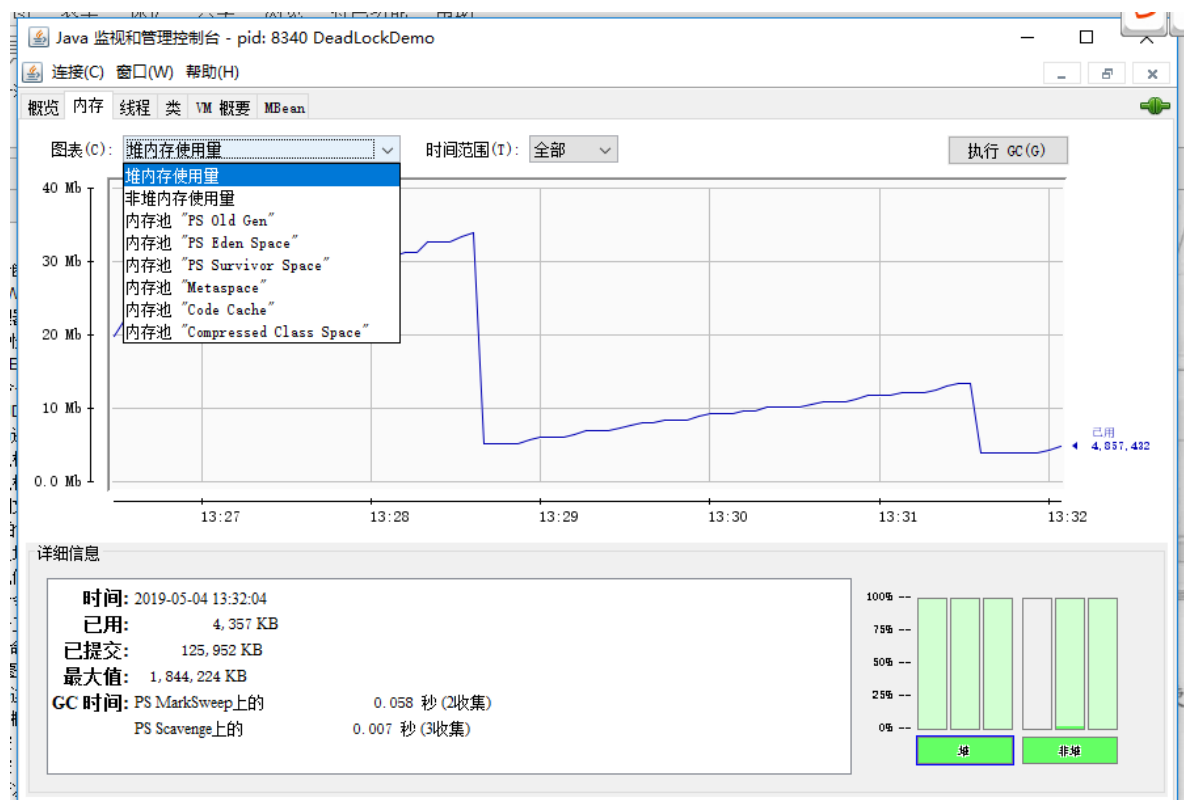 Java 监视和管理控制台 - pid: 8340 DeadLockDemo
连接(C) 窗口(W) 帮助(H)
概览 内存 线程 类 VM 概要 MBean
图表(C): 堆内存使用量 时间范围(T): 全部 执行 GC(G)
堆内存使用量
非堆内存使用量
内存池 "PS Old Gen"
内存池 "PS Eden Space"
内存池 "PS Survivor Space"
内存池 "Metaspace"
内存池 "Code Cache"
内存池 "Compressed Class Space"
40 Mb
30 Mb
20 Mb
10 Mb
0.0 Mb
已用
4,857,432
13:27 13:28 13:29 13:30 13:31 13:32
详细信息
时间: 2019-05-04 13:32:04
已用: 4,357 KB
已提交: 125,952 KB
最大值: 1,844,224 KB
GC 时间: PS MarkSweep上的 0.058 秒 (2收集)
PS Scavenge上的 0.007 秒 (3收集)
100% --
75% --
50% --
25% --
0% --
堆 非堆